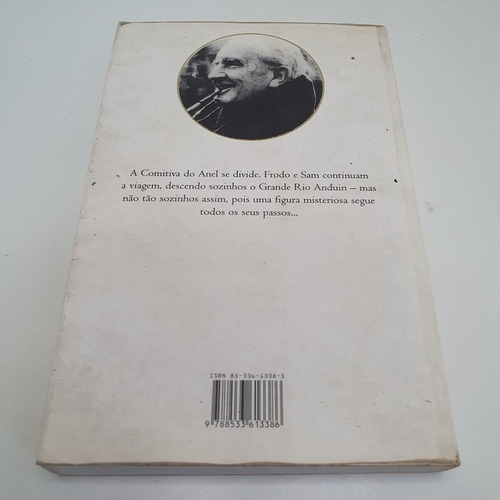 A Comitiva do Anel se divide. Frodo e Sam continuam
a viagem, descendo sozinhos o Grande Rio Anduin – mas
não tão sozinhos assim, pois uma figura misteriosa segue
todos os seus passos...
ISBN 85-336-1338-5
9 788533 613386